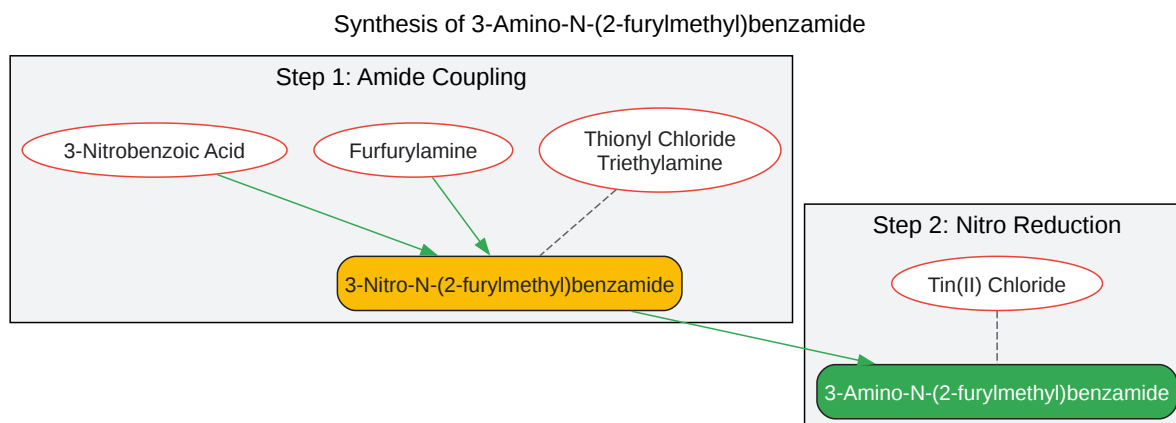 Synthesis of 3-Amino-N-(2-furylmethyl)benzamide
Step 1: Amide Coupling
3-Nitrobenzoic Acid
Furfurylamine
Thionyl Chloride
Triethylamine
3-Nitro-N-(2-furylmethyl)benzamide
Step 2: Nitro Reduction
Tin(II) Chloride
3-Amino-N-(2-furylmethyl)benzamide